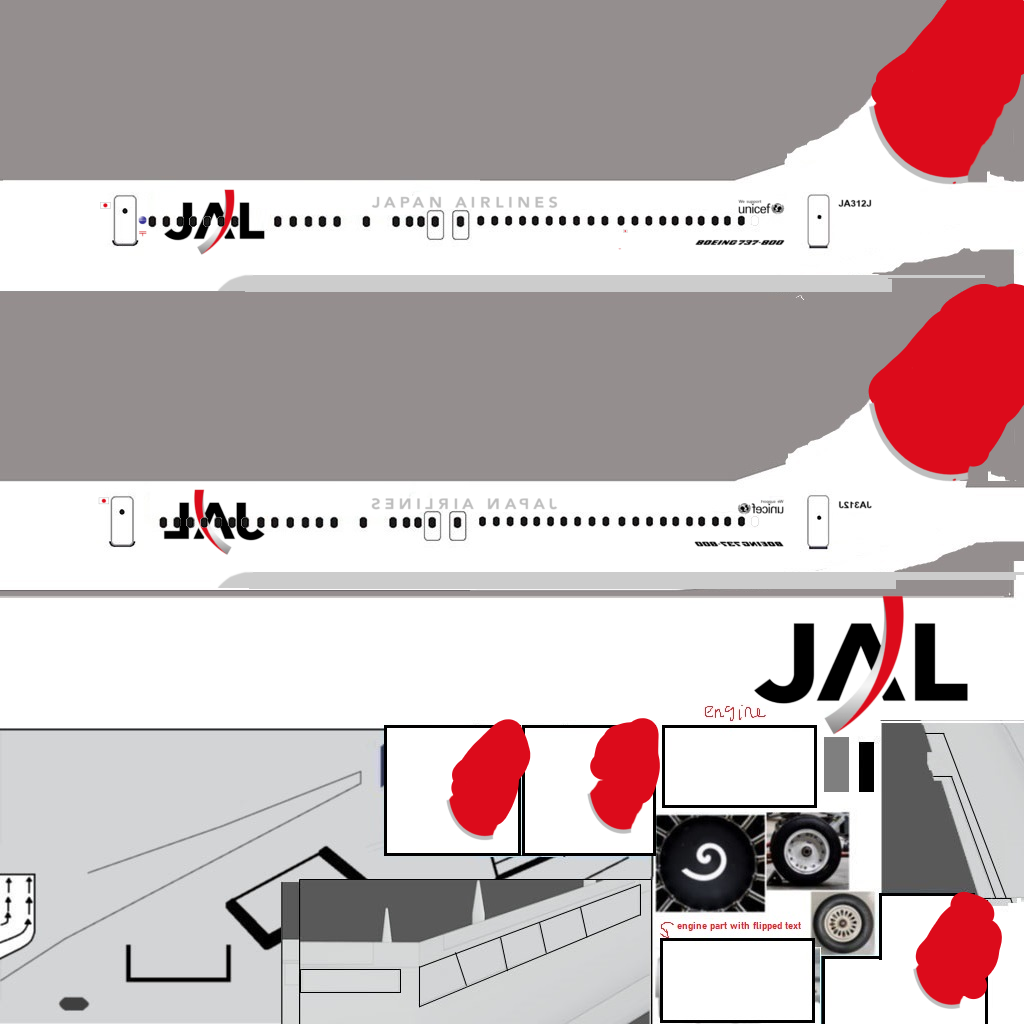 JAPAN AIRLINES
JAL
We support
unicef
JA312J
BOEING 737-800
JAPAN AIRLINES
JAL
We support
unicef
JA312J
BOEING 737-800
JAL
engine
engine part with flipped text